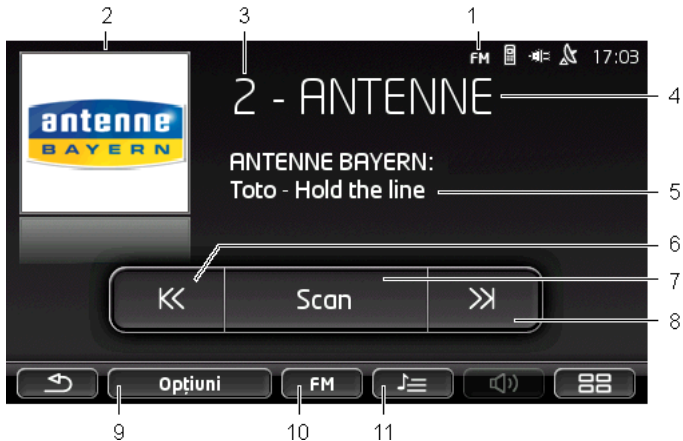 2 3 1
FM 17:03
2 - ANTENNE 4
antenne
BAYERN
ANTENNE BAYERN:
Toto - Hold the line 5
6
Scan 7
8
Opțiuni FM
9 10 11